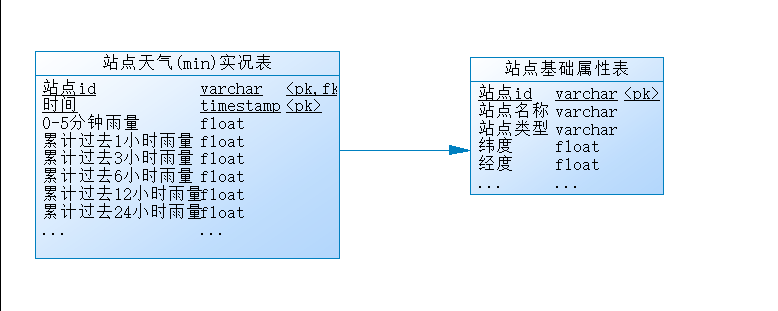 站点天气(min)实况表
站点id varchar <pk,fk
时间 timestamp <pk>
0-5分钟雨量 float
累计过去1小时雨量 float
累计过去3小时雨量 float
累计过去6小时雨量 float
累计过去12小时雨量 float
累计过去24小时雨量 float
... ...
站点基础属性表
站点id varchar <pk>
站点名称 varchar
站点类型 varchar
纬度 float
经度 float
... ...